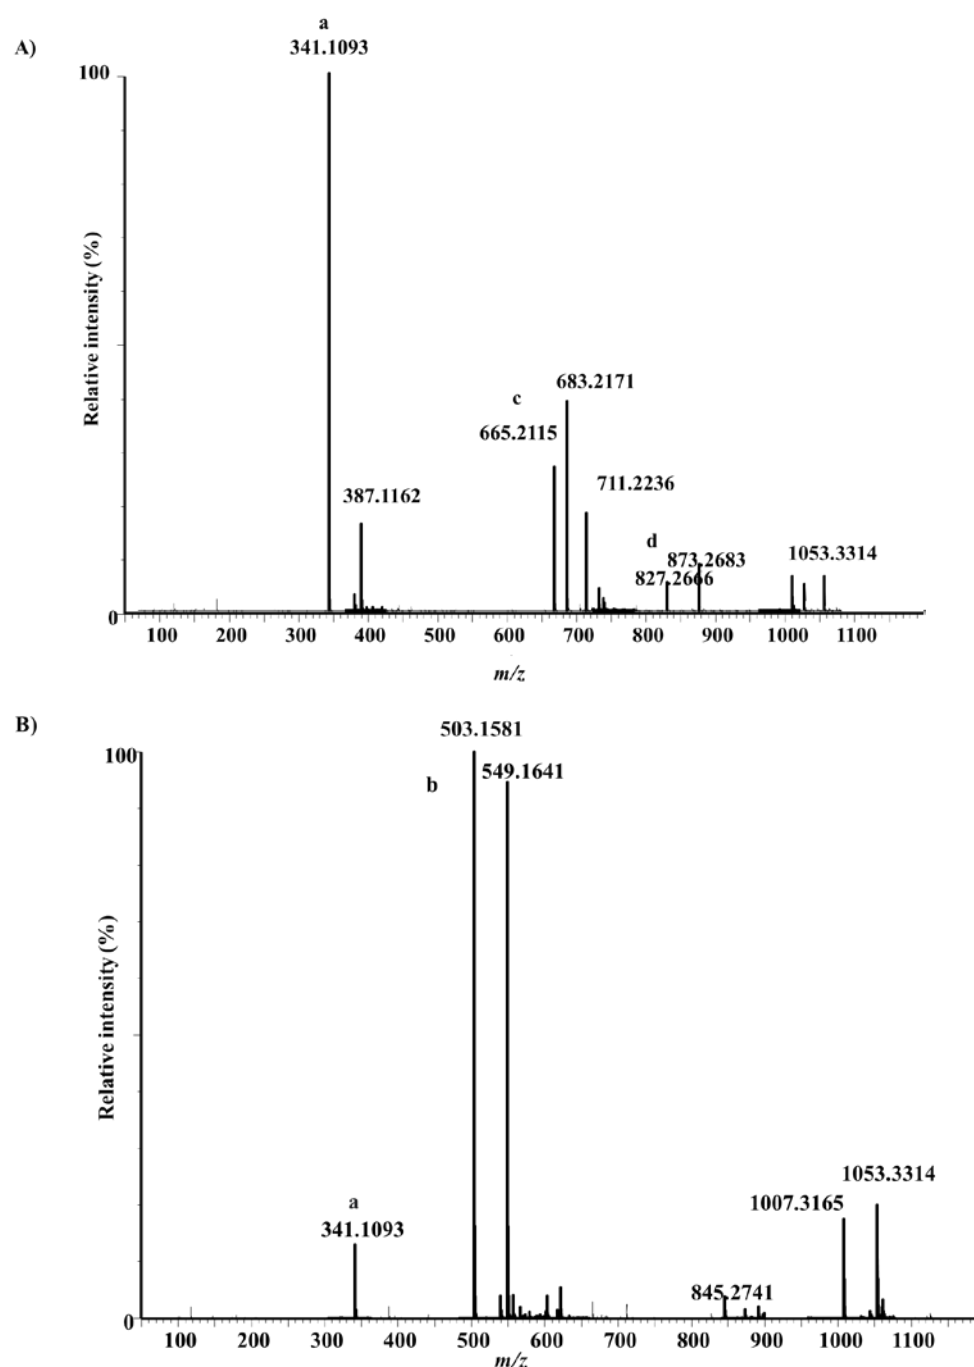 A)
a
341.1093
100
683.2171
c
665.2115
387.1162
711.2236
d
873.2683
1053.3314
827.2666
Relative intensity (%)
0
100 200 300 400 500 600 700 800 900 1000 1100
m/z
B)
503.1581
100
549.1641
b
1053.3314
1007.3165
a
341.1093
845.2741
Relative intensity (%)
0
100 200 300 400 500 600 700 800 900 1000 1100
m/z